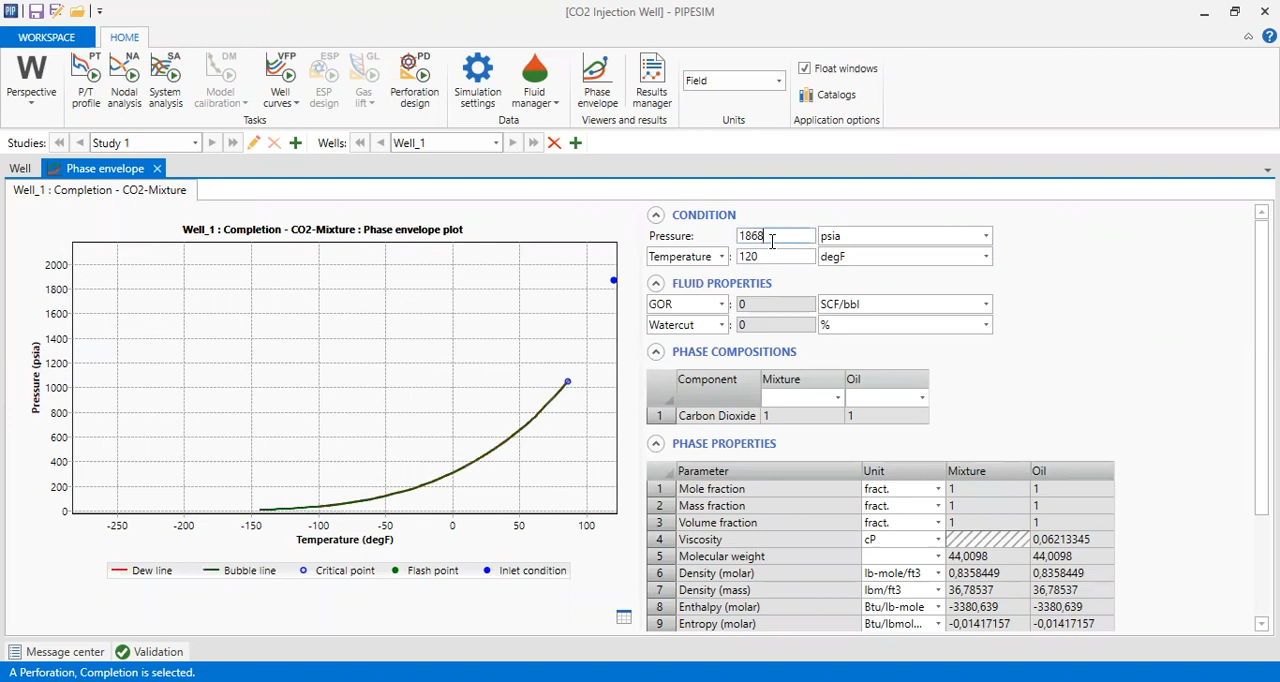 PIP [CO2 Injection Well] - PIPESIM
WORKSPACE HOME
W Perspective
PT P/T profile
NA Nodal analysis
SA System analysis
DM Model calibration
VFP Well curves
ESP ESP design
GL Gas lift
PD Perforation design
Tasks
Simulation settings
Fluid manager
Data
Phase envelope
Results manager
Viewers and results
Field
Units
Float windows
Catalogs
Application options
Studies: Study 1 Wells: Well_1
Well Phase envelope
Well_1 : Completion - CO2-Mixture
Well_1 : Completion - CO2-Mixture : Phase envelope plot
Pressure (psia)
2000
1800
1600
1400
1200
1000
800
600
400
200
0
-250 -200 -150 -100 -50 0 50 100
Temperature (degF)
Dew line Bubble line Critical point Flash point Inlet condition
CONDITION
Pressure: 1868 psia
Temperature : 120 degF
FLUID PROPERTIES
GOR : 0 SCF/bbl
Watercut : 0 %
PHASE COMPOSITIONS
Component Mixture Oil
1 Carbon Dioxide 1 1
PHASE PROPERTIES
Parameter Unit Mixture Oil
1 Mole fraction fract. 1 1
2 Mass fraction fract. 1 1
3 Volume fraction fract. 1 1
4 Viscosity cP 0,06213345
5 Molecular weight 44,0098 44,0098
6 Density (molar) lb-mole/ft3 0,8358449 0,8358449
7 Density (mass) lbm/ft3 36,78537 36,78537
8 Enthalpy (molar) Btu/lb-mole -3380,639 -3380,639
9 Entropy (molar) Btu/lbmol... -0,01417157 -0,01417157
Message center Validation
A Perforation, Completion is selected.